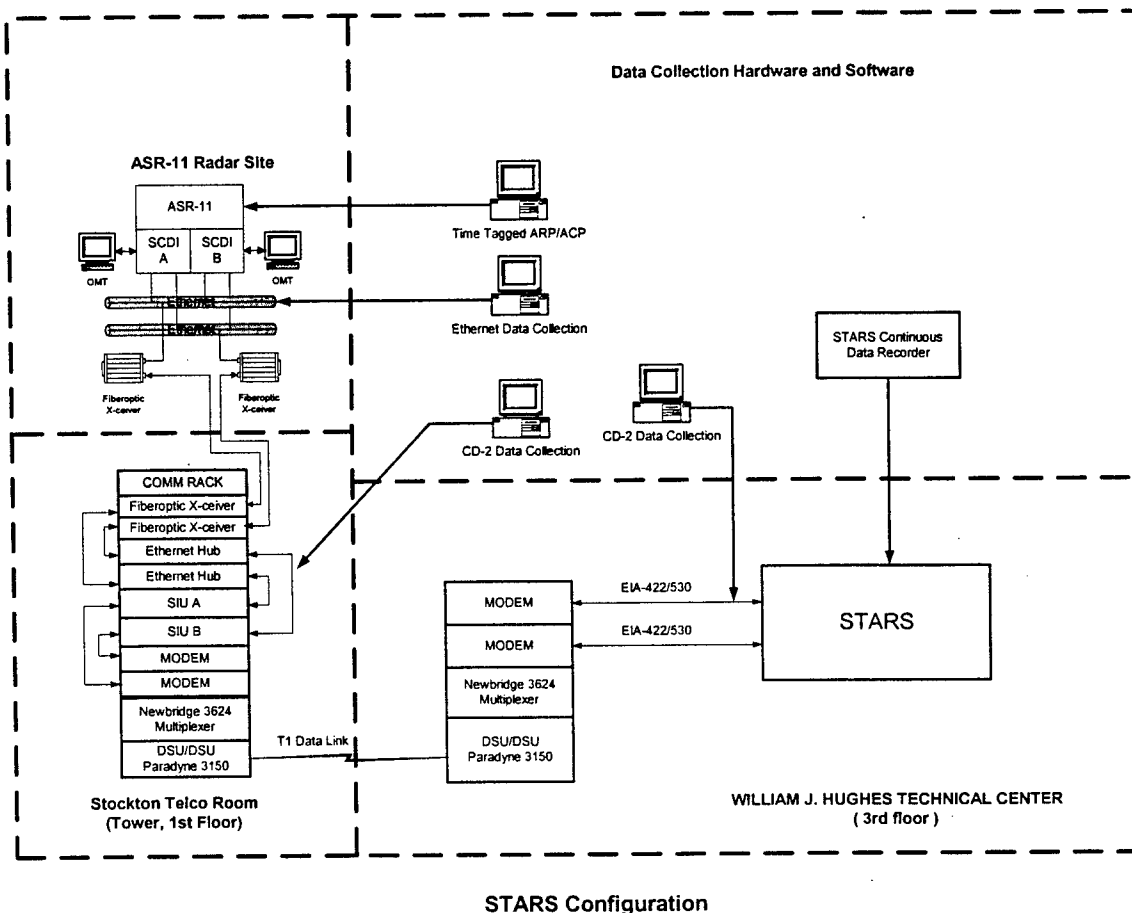 Data Collection Hardware and Software
ASR-11 Radar Site
ASR-11
SCDI
A
SCDI
B
OMT
OMT
Ethernet
Ethernet
Fiberoptic
X-ceiver
Fiberoptic
X-ceiver
Time Tagged ARP/ACP
Ethernet Data Collection
CD-2 Data Collection
CD-2 Data Collection
STARS Continuous
Data Recorder
COMM RACK
Fiberoptic X-ceiver
Fiberoptic X-ceiver
Ethernet Hub
Ethernet Hub
SIU A
SIU B
MODEM
MODEM
Newbridge 3624
Multiplexer
DSU/DSU
Paradyne 3150
Stockton Telco Room
(Tower, 1st Floor)
T1 Data Link
MODEM
MODEM
Newbridge 3624
Multiplexer
DSU/DSU
Paradyne 3150
EIA-422/530
EIA-422/530
STARS
WILLIAM J. HUGHES TECHNICAL CENTER
( 3rd floor )
STARS Configuration